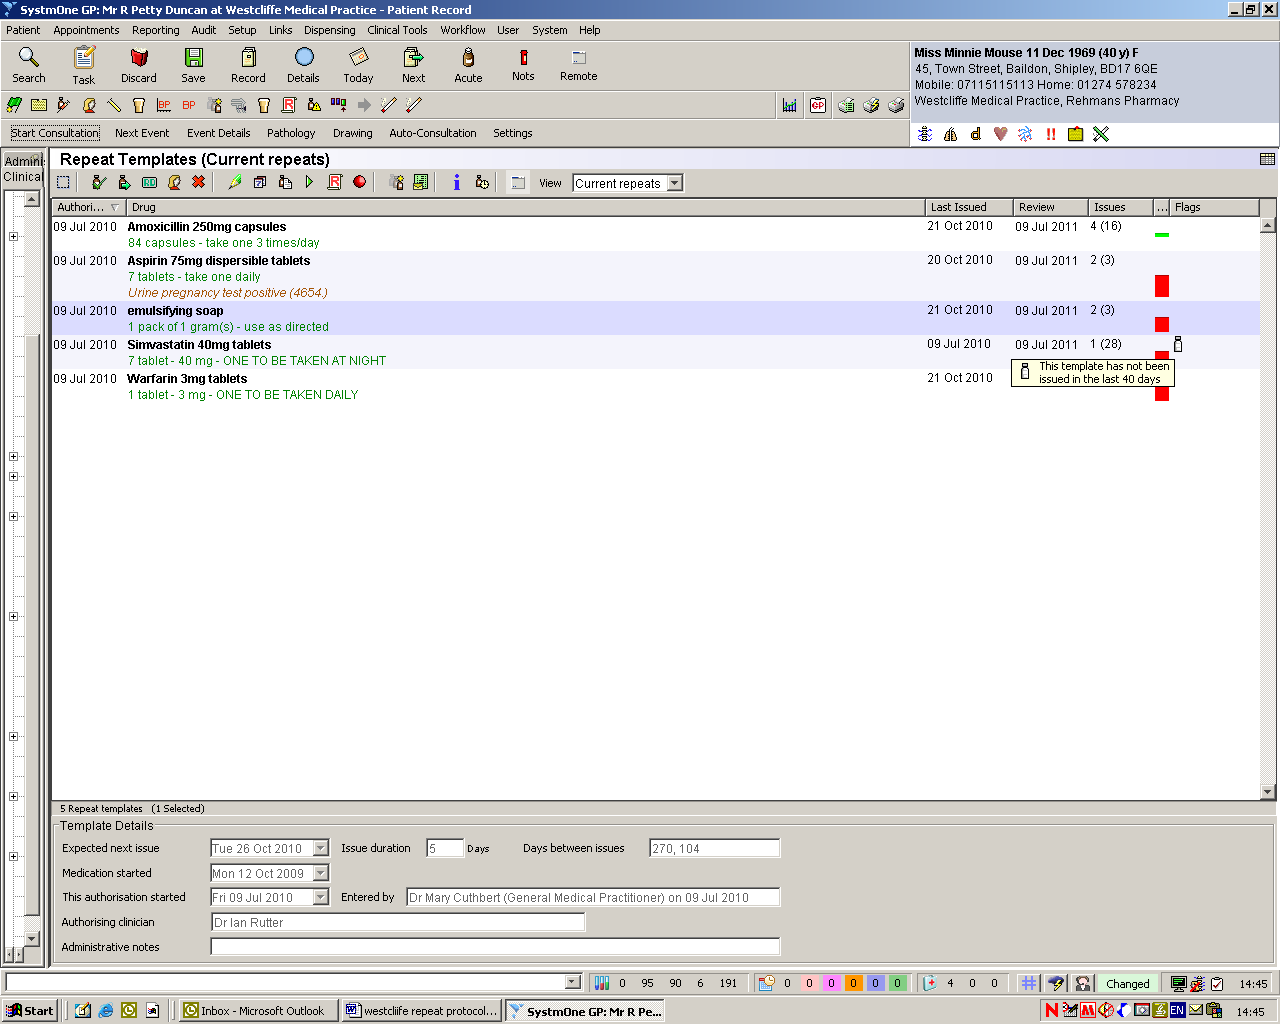 SystmOne GP: Mr R Petty Duncan at Westcliffe Medical Practice - Patient Record
Patient Appointments Reporting Audit Setup Links Dispensing Clinical Tools Workflow User System Help
Search Task Discard Save Record Details Today Next Acute Nots Remote
Miss Minnie Mouse 11 Dec 1969 (40 y) F
45, Town Street, Baildon, Shipley, BD17 6QE
Mobile: 07115115113 Home: 01274 578234
Westcliffe Medical Practice, Rehmans Pharmacy
BP BP GP
Start Consultation Next Event Event Details Pathology Drawing Auto-Consultation Settings
Admini
Clinical
Repeat Templates (Current repeats)
View Current repeats
Authori... Drug Last Issued Review Issues ... Flags
09 Jul 2010 Amoxicillin 250mg capsules 21 Oct 2010 09 Jul 2011 4 (16)
84 capsules - take one 3 times/day
09 Jul 2010 Aspirin 75mg dispersible tablets 20 Oct 2010 09 Jul 2011 2 (3)
7 tablets - take one daily
Urine pregnancy test positive (4654.)
09 Jul 2010 emulsifying soap 21 Oct 2010 09 Jul 2011 2 (3)
1 pack of 1 gram(s) - use as directed
09 Jul 2010 Simvastatin 40mg tablets 09 Jul 2010 09 Jul 2011 1 (28)
7 tablet - 40 mg - ONE TO BE TAKEN AT NIGHT
This template has not been
issued in the last 40 days
09 Jul 2010 Warfarin 3mg tablets 21 Oct 2010
1 tablet - 3 mg - ONE TO BE TAKEN DAILY
5 Repeat templates (1 Selected)
Template Details
Expected next issue Tue 26 Oct 2010 Issue duration 5 Days Days between issues 270, 104
Medication started Mon 12 Oct 2009
This authorisation started Fri 09 Jul 2010 Entered by Dr Mary Cuthbert (General Medical Practitioner) on 09 Jul 2010
Authorising clinician Dr Ian Rutter
Administrative notes
0 95 90 6 191 0 0 0 0 0 0 4 0 0 Changed 14:45
Start Inbox - Microsoft Outlook westcliife repeat protocol... SystmOne GP: Mr R Pe... EN 14:45